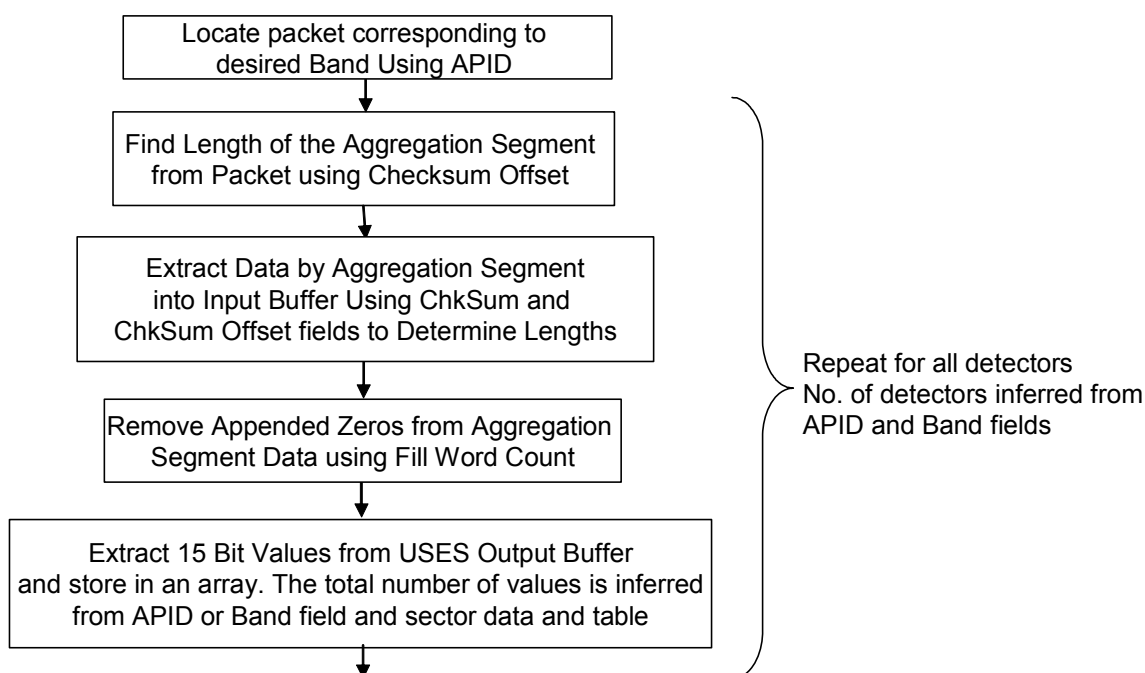 Locate packet corresponding to
desired Band Using APID
Find Length of the Aggregation Segment
from Packet using Checksum Offset
Extract Data by Aggregation Segment
into Input Buffer Using ChkSum and
ChkSum Offset fields to Determine Lengths
Repeat for all detectors
No. of detectors inferred from
APID and Band fields
Remove Appended Zeros from Aggregation
Segment Data using Fill Word Count
Extract 15 Bit Values from USES Output Buffer
and store in an array. The total number of values is inferred
from APID or Band field and sector data and table